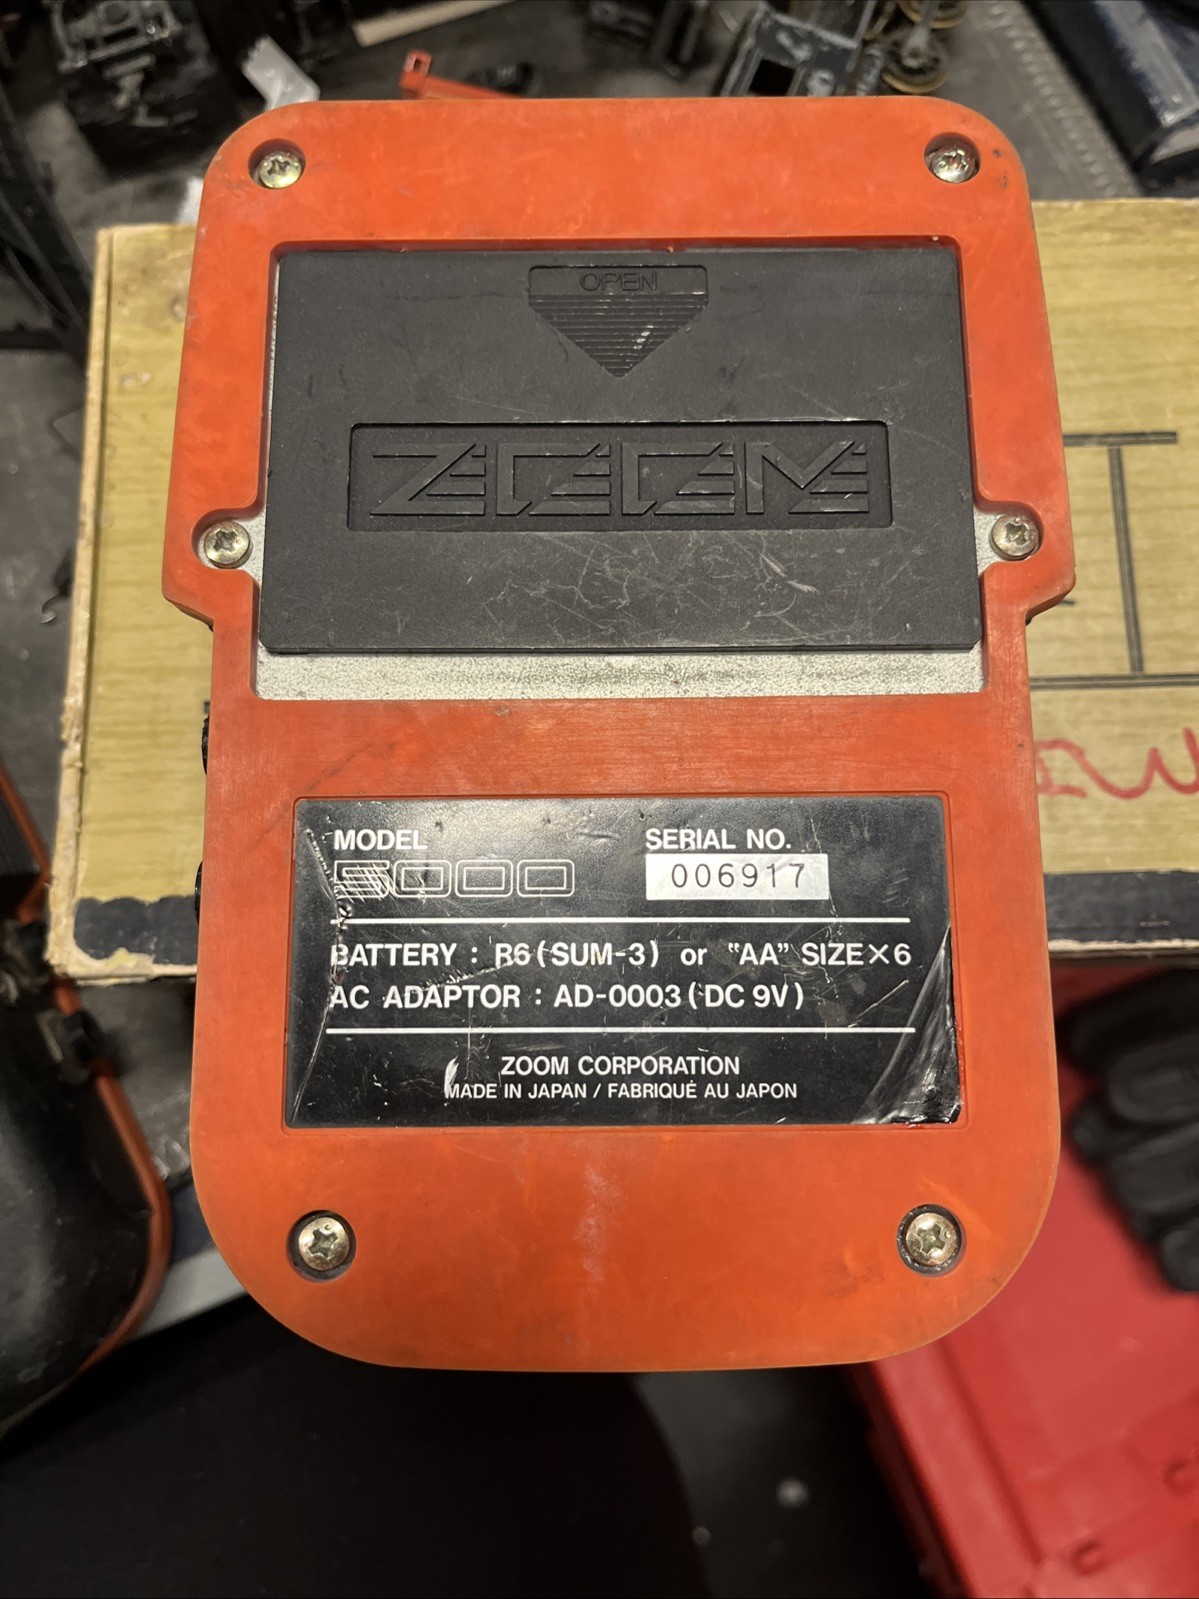 OPEN
ZOOM
MODEL
5000
SERIAL NO.
006917
BATTERY : R6 (SUM-3) or "AA" SIZE×6
AC ADAPTOR : AD-0003 (DC 9V)
ZOOM CORPORATION
MADE IN JAPAN / FABRIQUÉ AU JAPON